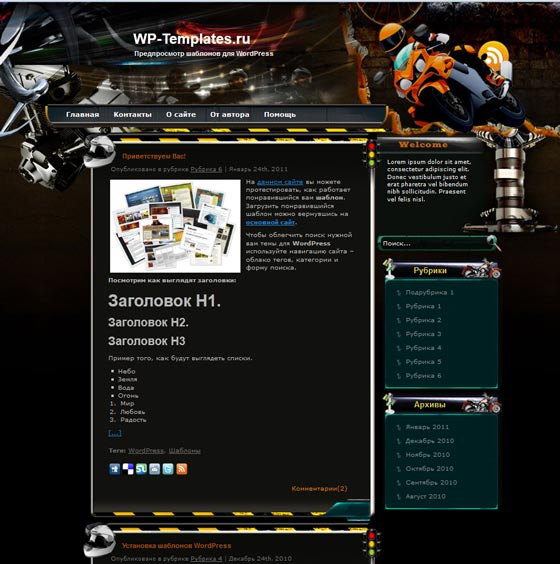 WP-Templates.ru
Предпросмотр шаблонов для WordPress
Главная Контакты О сайте От автора Помощь
Приветствуем Вас!
Опубликовано в рубрике Рубрика 6 | Январь 24th, 2011
На данном сайте вы можете
протестировать, как работает
понравившийся вам шаблон.
Загрузить понравившийся
шаблон можно вернувшись на
основной сайт.
Чтобы облегчить поиск нужной
вам темы для WordPress
используйте навигацию сайта –
облако тегов, категории и
форму поиска.
Посмотрим как выглядят заголовки:
Заголовок H1.
Заголовок H2.
Заголовок H3
Пример того, как будут выглядеть списки.
Небо
Земля
Вода
Огонь
1. Мир
2. Любовь
3. Радость
[...]
Теги: WordPress, Шаблоны
Комментарии(2)
Установка шаблонов WordPress
Опубликовано в рубрике Рубрика 4 | Декабрь 24th, 2010
Welcome
Lorem ipsum dolor sit amet,
consectetur adipiscing elit.
Donec vestibulum justo et
erat pharetra vel bibendum
nibh sollicitudin. Praesent
vel felis nisl.
Поиск...
Рубрики
Подрубрика 1
Рубрика 1
Рубрика 2
Рубрика 3
Рубрика 4
Рубрика 5
Рубрика 6
Архивы
Январь 2011
Декабрь 2010
Ноябрь 2010
Октябрь 2010
Сентябрь 2010
Август 2010